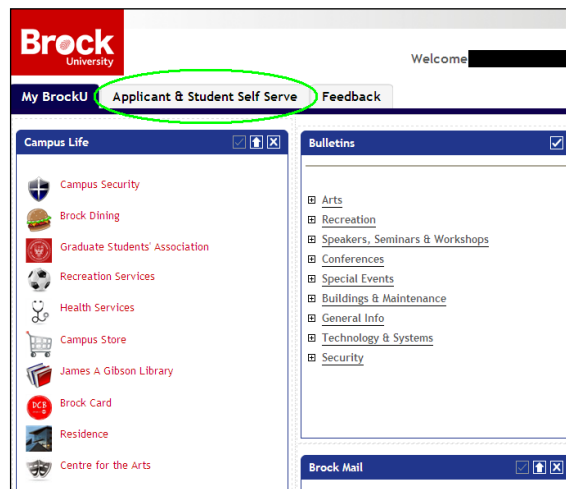 Brock
University
Welcome
My BrockU
Applicant & Student Self Serve
Feedback
Campus Life
Campus Security
Brock Dining
Graduate Students' Association
Recreation Services
Health Services
Campus Store
James A Gibson Library
DCB
Brock Card
Residence
Centre for the Arts
Bulletins
Arts
Recreation
Speakers, Seminars & Workshops
Conferences
Special Events
Buildings & Maintenance
General Info
Technology & Systems
Security
Brock Mail